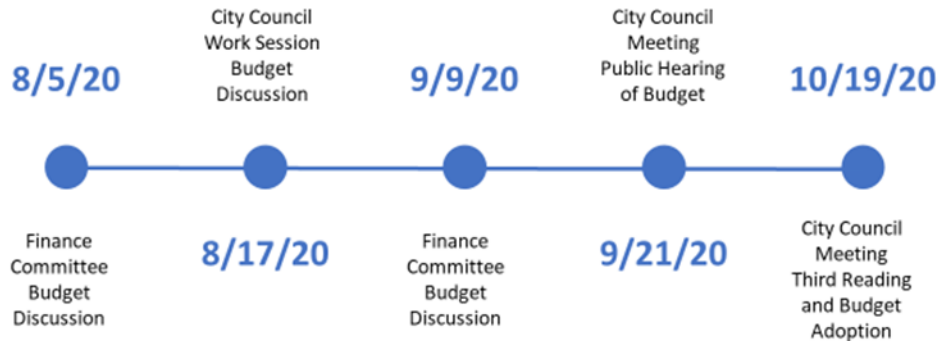 8/5/20
Finance
Committee
Budget
Discussion
City Council
Work Session
Budget
Discussion
8/17/20
9/9/20
Finance
Committee
Budget
Discussion
City Council
Meeting
Public Hearing
of Budget
9/21/20
10/19/20
City Council
Meeting
Third Reading
and Budget
Adoption